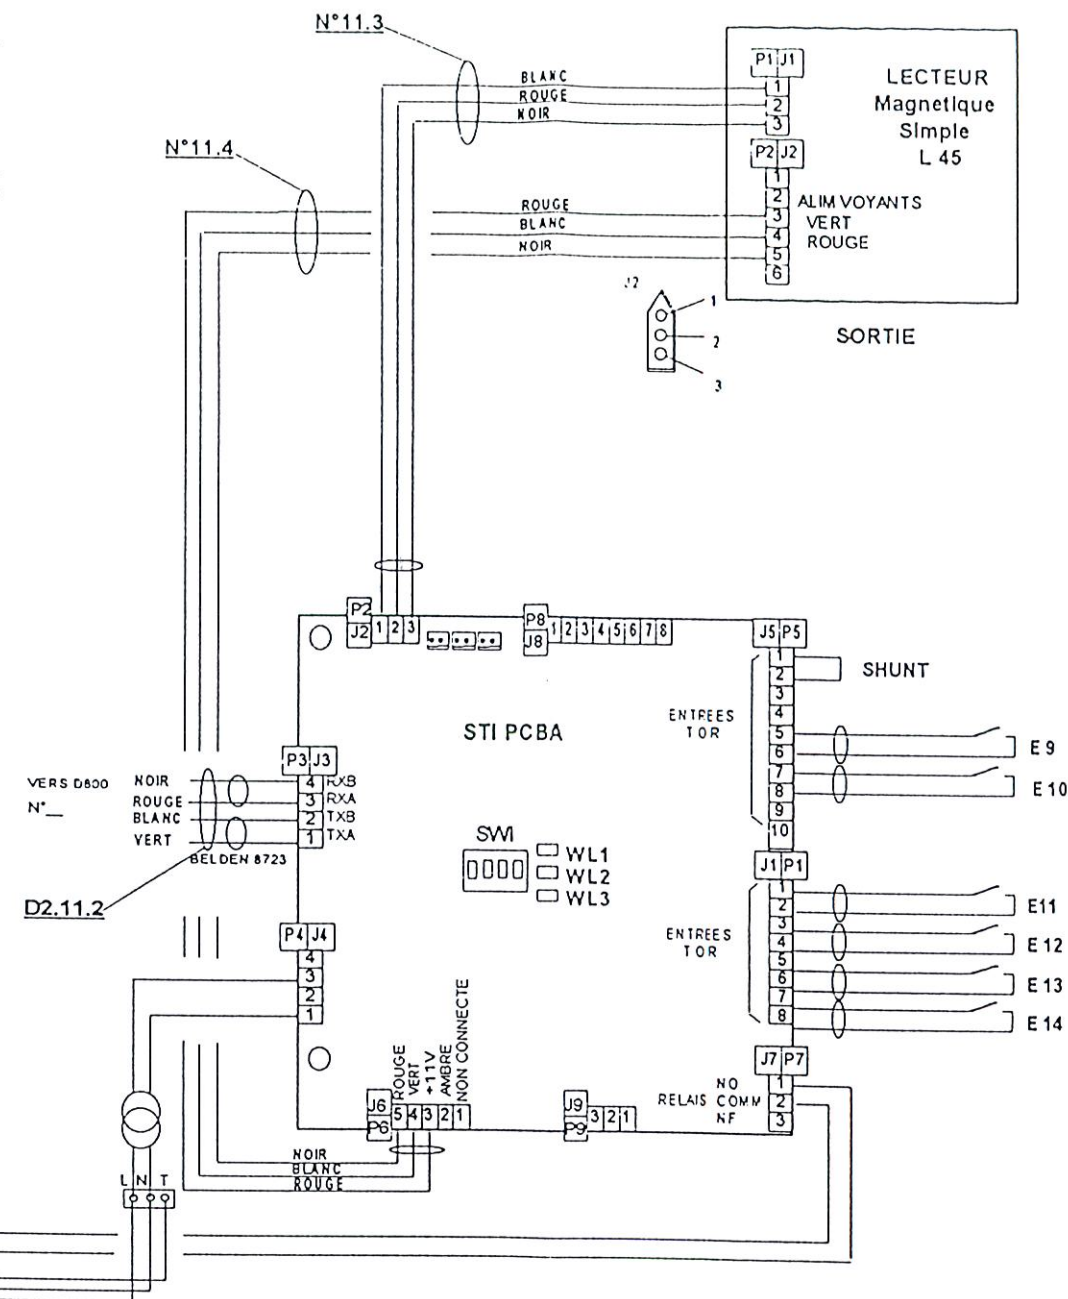 N°11.3
N°11.4
BLANC
ROUGE
NOIR
P1 J1
1
2
3
LECTEUR
Magnetique
SImple
L 45
P2 J2
1
2
3
4
5
6
ALIM VOYANTS
VERT
ROUGE
ROUGE
BLANC
NOIR
SORTIE
J2
1
2
3
P2
J2
1 2 3
P8
J8
1 2 3 4 5 6 7 8
J5 P5
1
2
3
4
5
6
7
8
9
10
SHUNT
ENTREES
TOR
E 9
E 10
STI PCBA
P3 J3
4 RXB
3 RXA
2 TXB
1 TXA
VERS D800
N°__
NOIR
ROUGE
BLANC
VERT
BELDEN 8723
D2.11.2
SWI
WL1
WL2
WL3
J1 P1
1
2
3
4
5
6
7
8
ENTREES
TOR
E11
E 12
E 13
E 14
P4 J4
4
3
2
1
ROUGE
VERT
+11V
AMBRE
NON CONNECTE
J6
P6
5 4 3 2 1
J9
P9
3 2 1
J7 P7
1
2
3
NO
RELAIS COMM
NF
NOIR
BLANC
ROUGE
L N T